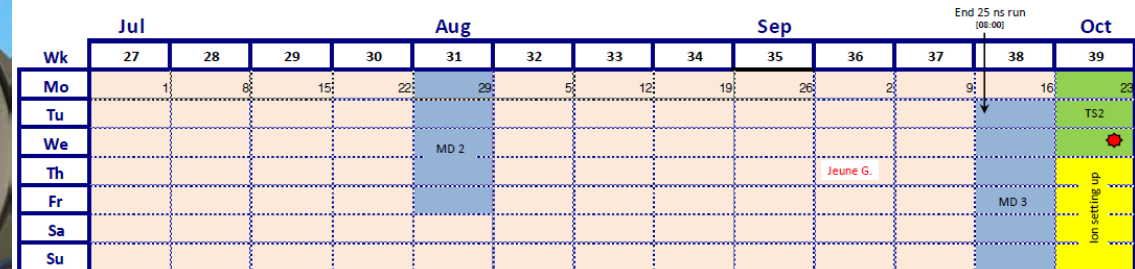 End 25 ns run
[08:00]
Jul Aug Sep Oct
Wk 27 28 29 30 31 32 33 34 35 36 37 38 39
Mo 1 8 15 22 29 5 12 19 26 2 9 16 23
Tu TS2
We MD 2
Th Jeune G.
Fr MD 3
Sa
Su
Ion setting up